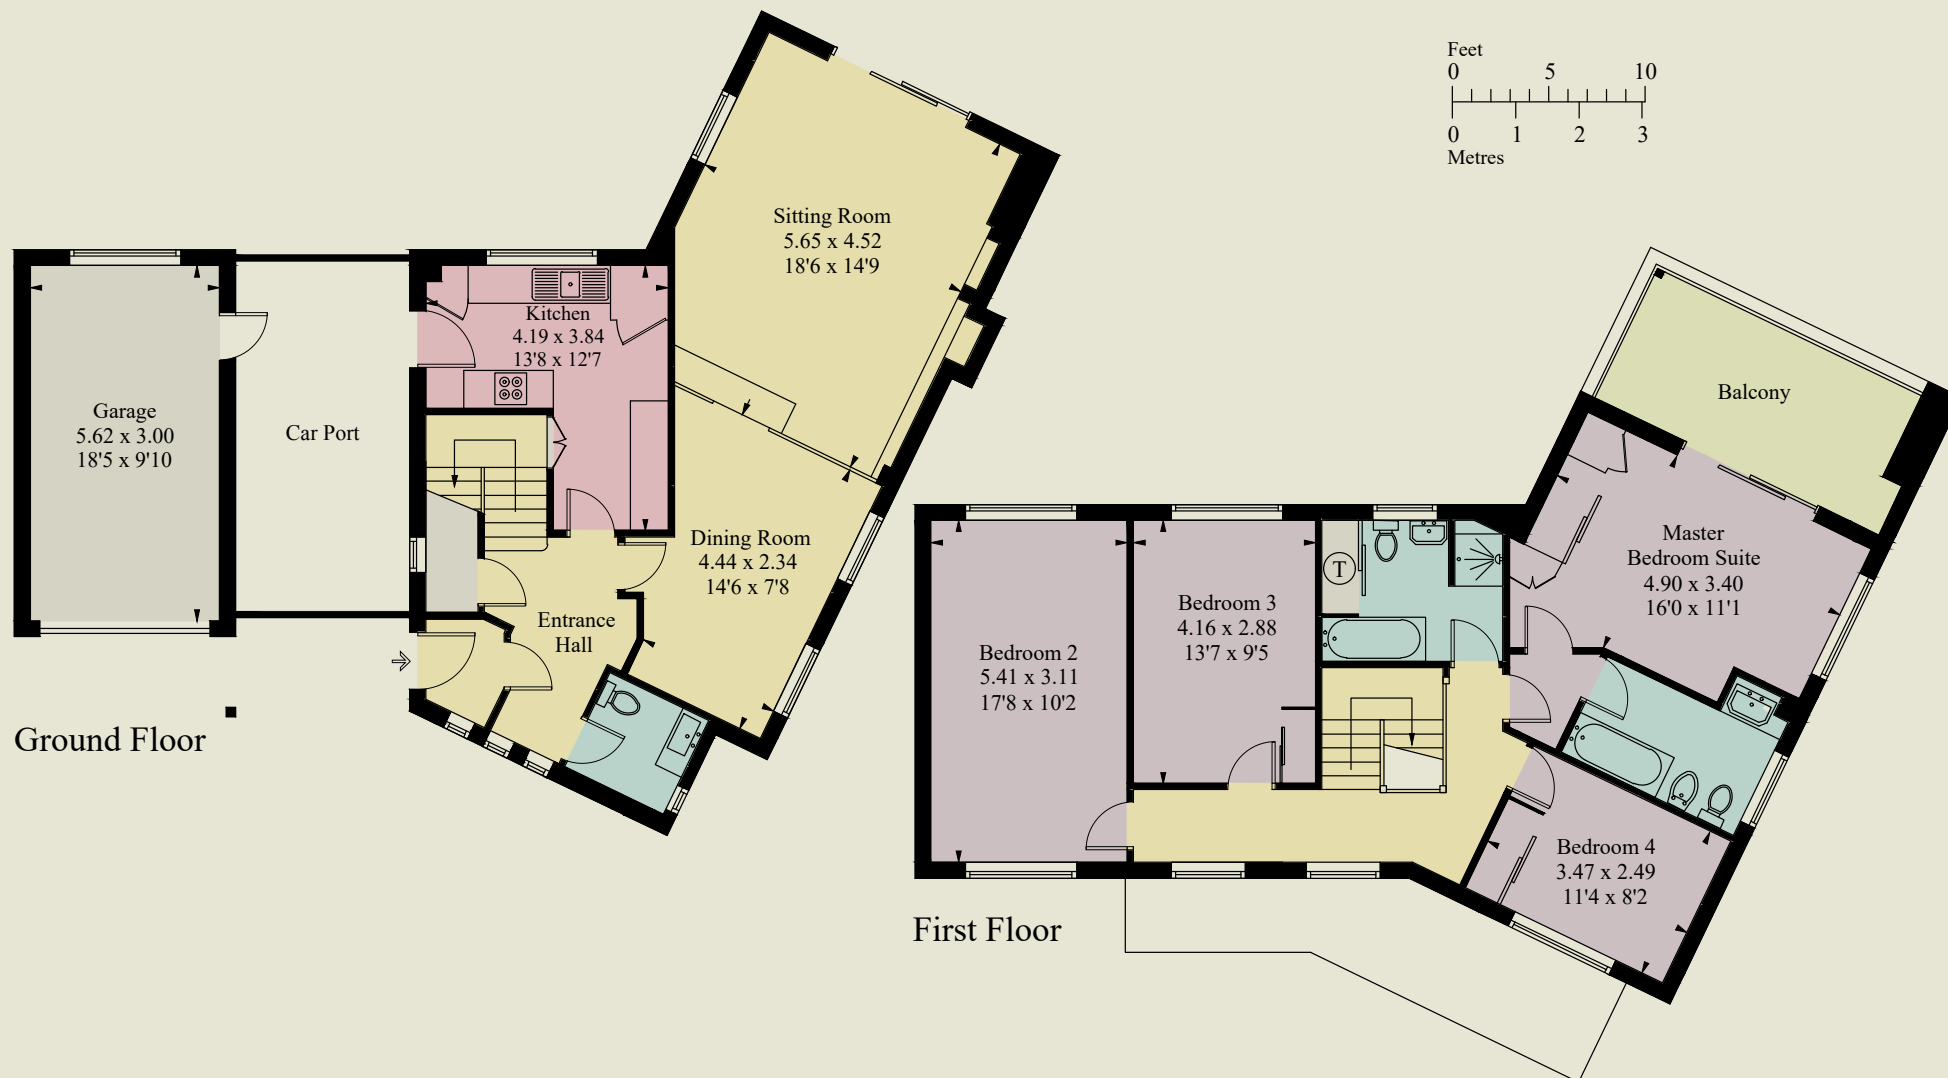 Feet
0 5 10
0 1 2 3
Metres
Sitting Room
5.65 x 4.52
18'6 x 14'9
Kitchen
4.19 x 3.84
13'8 x 12'7
Garage
5.62 x 3.00
18'5 x 9'10
Car Port
Dining Room
4.44 x 2.34
14'6 x 7'8
Entrance
Hall
Ground Floor
Balcony
Master
Bedroom Suite
4.90 x 3.40
16'0 x 11'1
T
Bedroom 3
4.16 x 2.88
13'7 x 9'5
Bedroom 2
5.41 x 3.11
17'8 x 10'2
Bedroom 4
3.47 x 2.49
11'4 x 8'2
First Floor